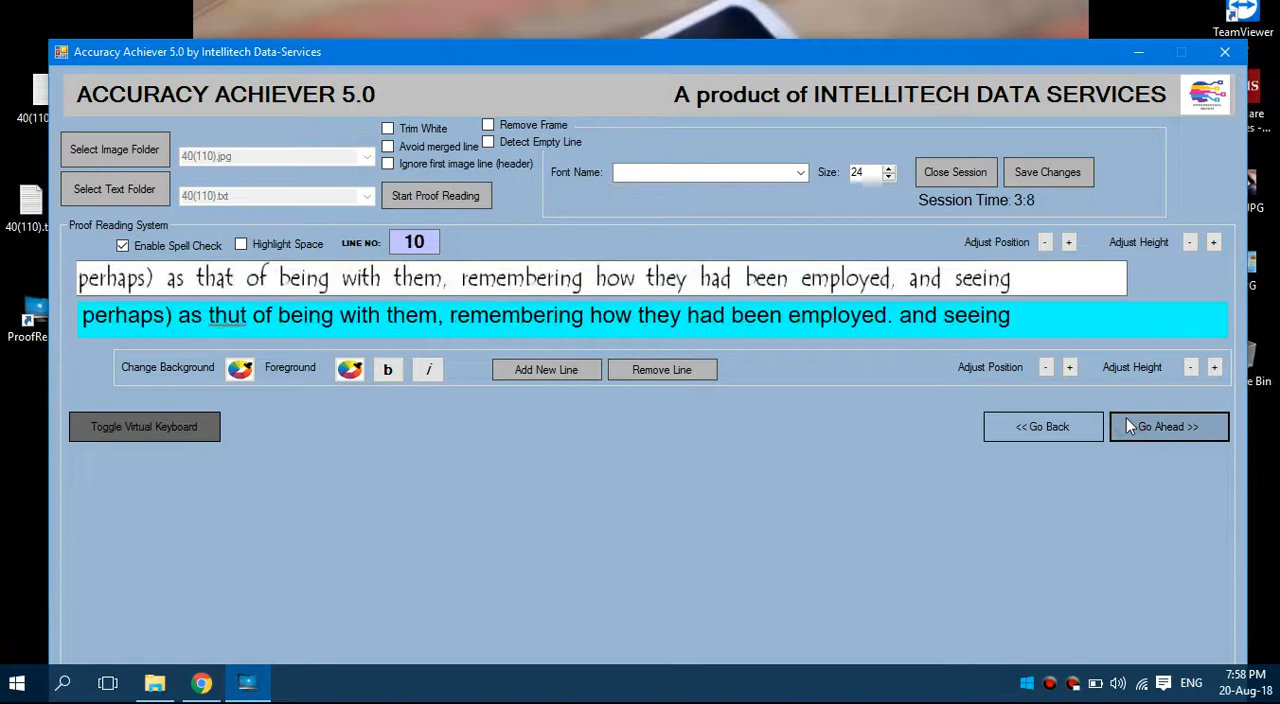 TeamViewer
Accuracy Achiever 5.0 by Intellitech Data-Services
ACCURACY ACHIEVER 5.0
A product of INTELLITECH DATA SERVICES
40(11
Select Image Folder
40(110).jpg
Trim White
Remove Frame
Avoid merged line
Detect Empty Line
Ignore first image line (header)
Font Name:
Size:
24
Close Session
Save Changes
Select Text Folder
40(110).txt
Start Proof Reading
Session Time: 3:8
40(110).t
Proof Reading System
Enable Spell Check
Highlight Space
LINE NO:
10
Adjust Position
-
+
Adjust Height
-
+
perhaps) as that of being with them, remembering how they had been employed, and seeing
perhaps) as thut of being with them, remembering how they had been employed. and seeing
ProofRe
Change Background
Foreground
b
i
Add New Line
Remove Line
Adjust Position
-
+
Adjust Height
-
+
Toggle Virtual Keyboard
<< Go Back
Go Ahead >>
ENG
7:58 PM
20-Aug-18